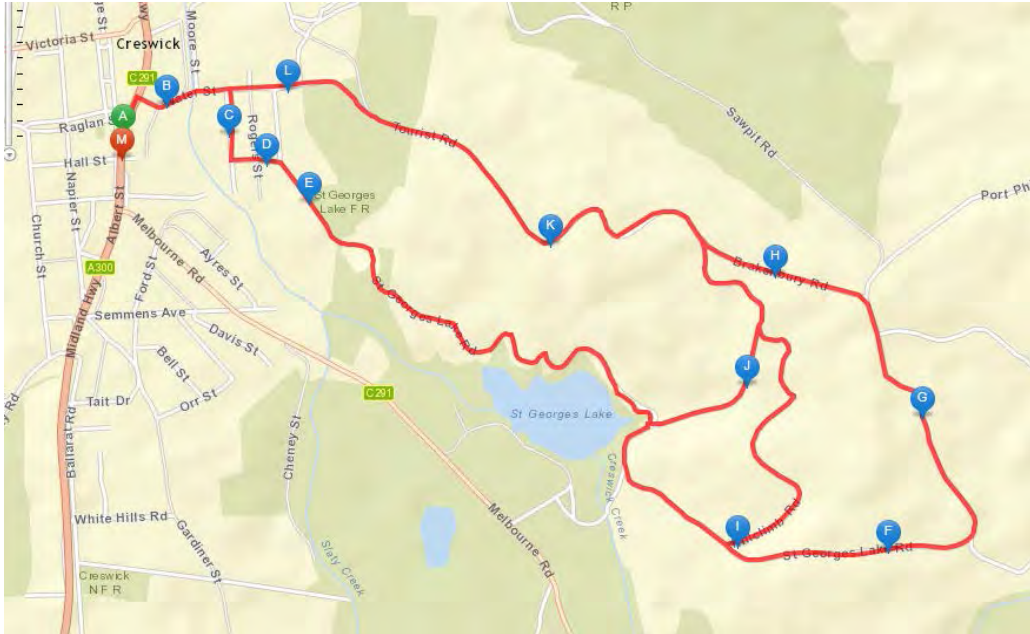 R P
Victoria St
Creswick
Moore St
C291
L
B
A
Raglan
C
Tourist Rd
Sawpit Rd
M
Hall St
D
E
St Georges
Lake F R
Port Ph
Napier St
Church St
Albert St
Melbourne Rd
K
H
Brakenbury Rd
A300
Ayres St
Ford St
Midland Hwy
Semmens Ave
St Georges Lake Rd
Davis St
Bell St
J
C291
Tait Dr
Orr St
St Georges Lake
G
Ballarat Rd
Cheney St
Creswick Creek
White Hills Rd
Gardiner St
Melbourne Rd
I
F
St Georges Lake Rd
Slaty Creek
Creswick
N F R